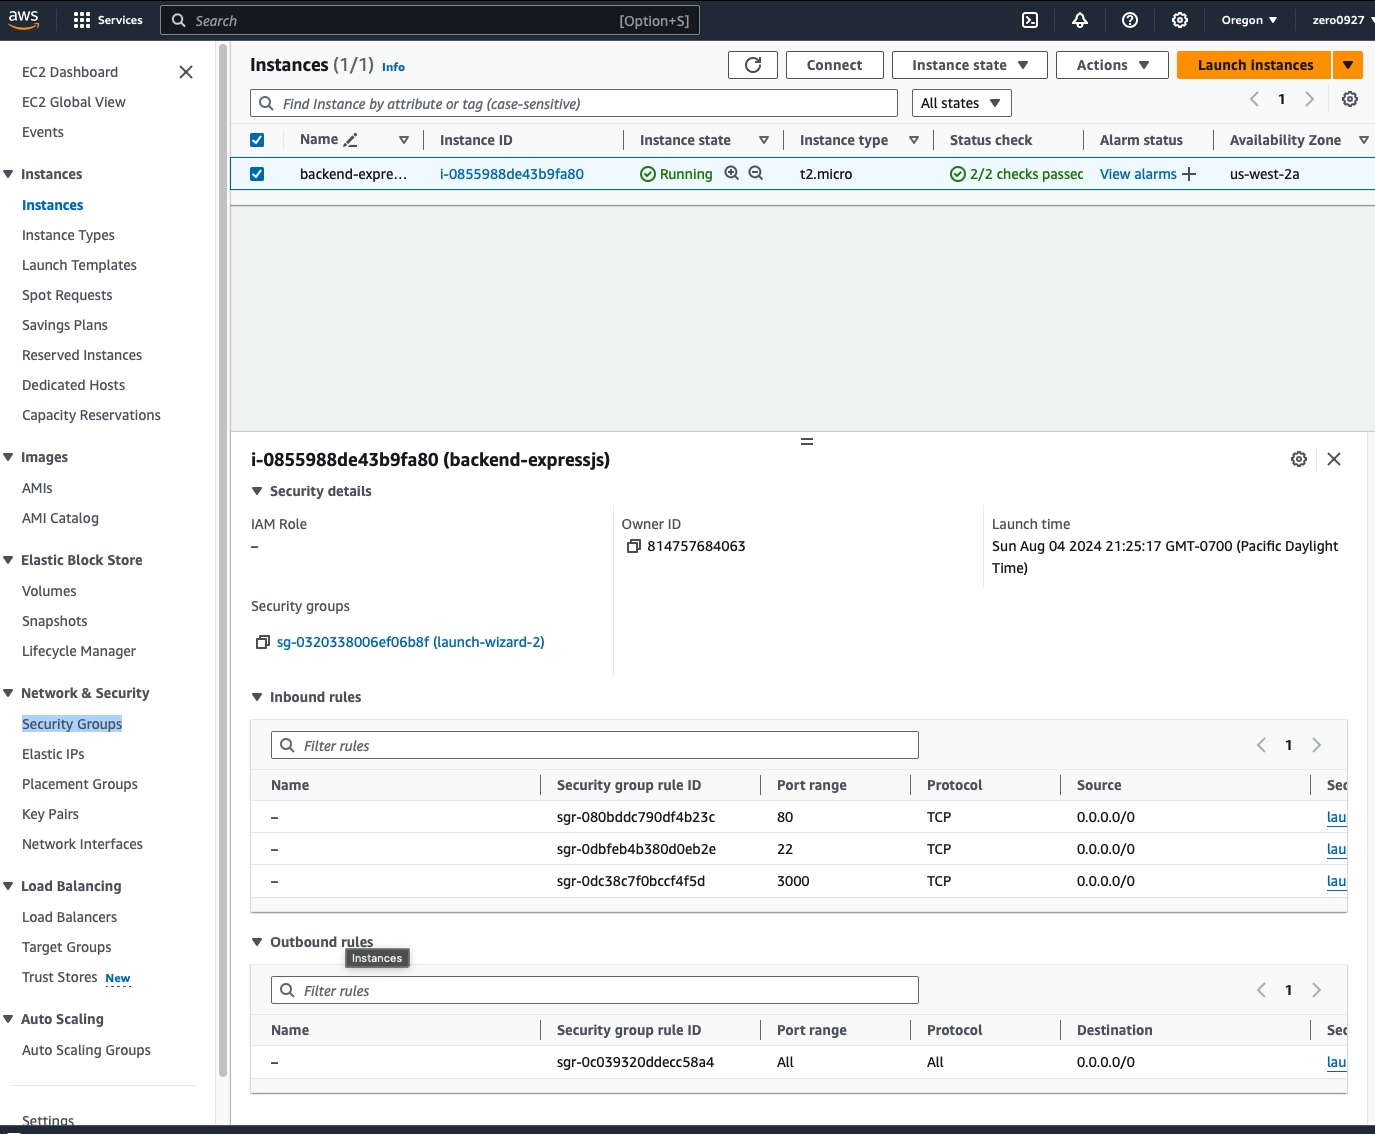 aws Services Search [Option+S] Oregon zero0927
EC2 Dashboard
EC2 Global View
Events
Instances
Instances
Instance Types
Launch Templates
Spot Requests
Savings Plans
Reserved Instances
Dedicated Hosts
Capacity Reservations
Images
AMIs
AMI Catalog
Elastic Block Store
Volumes
Snapshots
Lifecycle Manager
Network & Security
Security Groups
Elastic IPs
Placement Groups
Key Pairs
Network Interfaces
Load Balancing
Load Balancers
Target Groups
Trust Stores New
Auto Scaling
Auto Scaling Groups
Settings
Instances (1/1) Info Connect Instance state Actions Launch instances
Find Instance by attribute or tag (case-sensitive) All states 1
Name Instance ID Instance state Instance type Status check Alarm status Availability Zone
backend-expre... i-0855988de43b9fa80 Running t2.micro 2/2 checks passed View alarms us-west-2a
i-0855988de43b9fa80 (backend-expressjs)
Security details
IAM Role Owner ID Launch time
– 814757684063 Sun Aug 04 2024 21:25:17 GMT-0700 (Pacific Daylight
Time)
Security groups
sg-0320338006ef06b8f (launch-wizard-2)
Inbound rules
Filter rules 1
Name Security group rule ID Port range Protocol Source Sec
– sgr-080bddc790df4b23c 80 TCP 0.0.0.0/0 lau
– sgr-0dbfeb4b380d0eb2e 22 TCP 0.0.0.0/0 lau
– sgr-0dc38c7f0bccf4f5d 3000 TCP 0.0.0.0/0 lau
Outbound rules
Instances
Filter rules 1
Name Security group rule ID Port range Protocol Destination Sec
– sgr-0c039320ddecc58a4 All All 0.0.0.0/0 lau